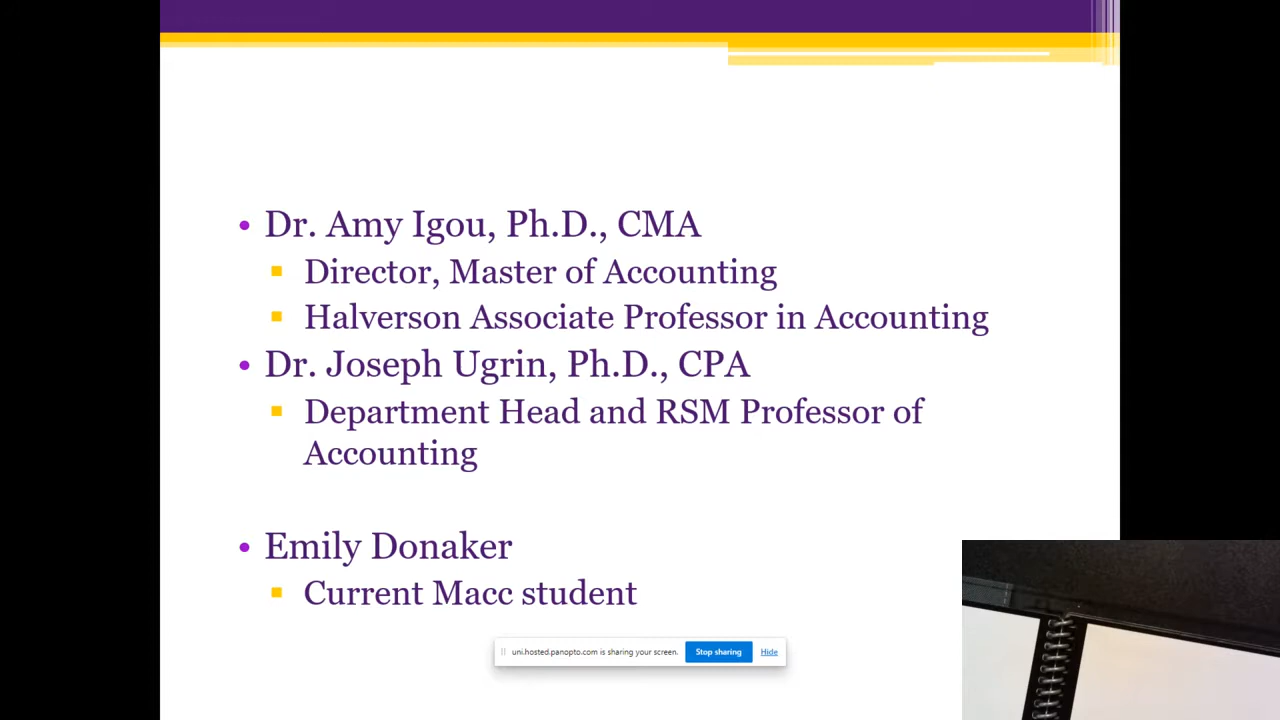 • Dr. Amy Igou, Ph.D., CMA
▪ Director, Master of Accounting
▪ Halverson Associate Professor in Accounting
• Dr. Joseph Ugrin, Ph.D., CPA
▪ Department Head and RSM Professor of
Accounting
• Emily Donaker
▪ Current Macc student
uni.hosted.panopto.com is sharing your screen. Stop sharing Hide